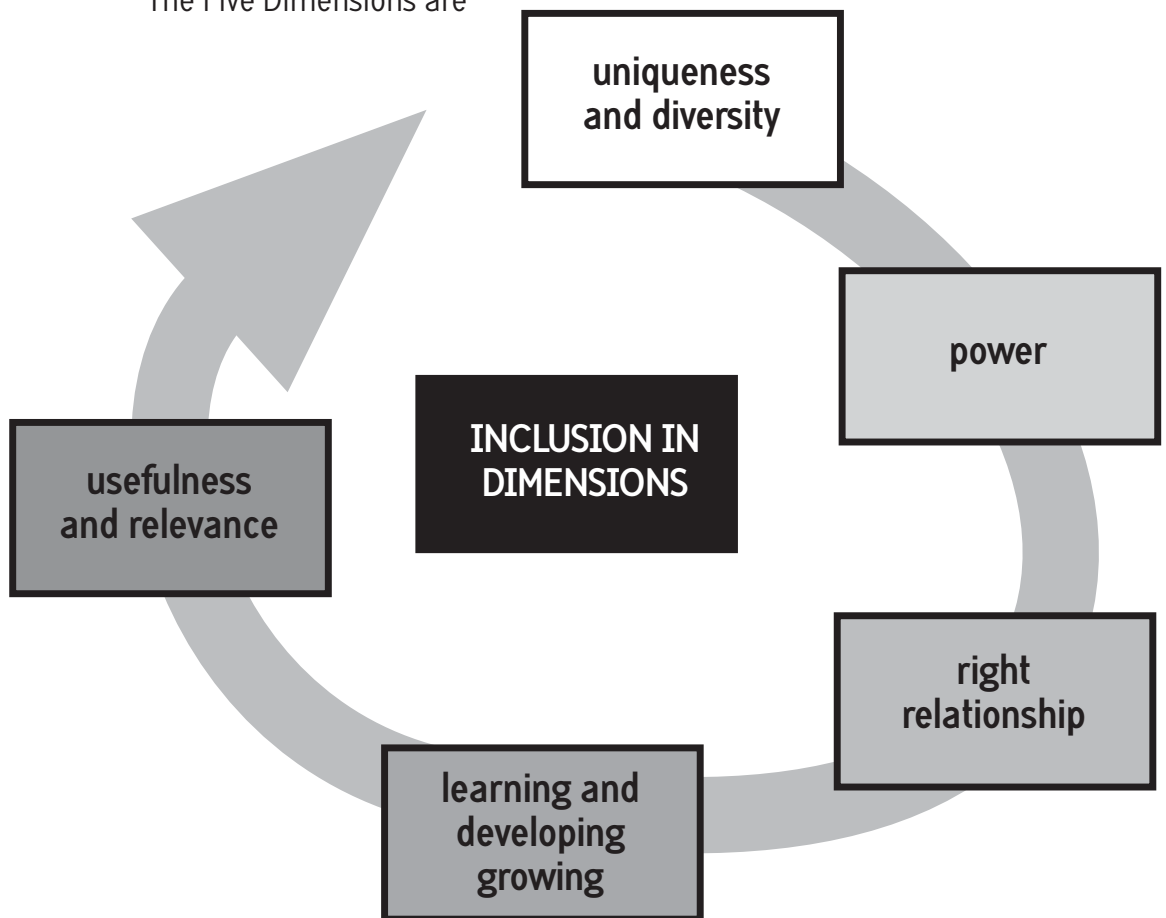 The Five Dimensions are
uniqueness
and diversity
power
INCLUSION IN
DIMENSIONS
usefulness
and relevance
right
relationship
learning and
developing
growing